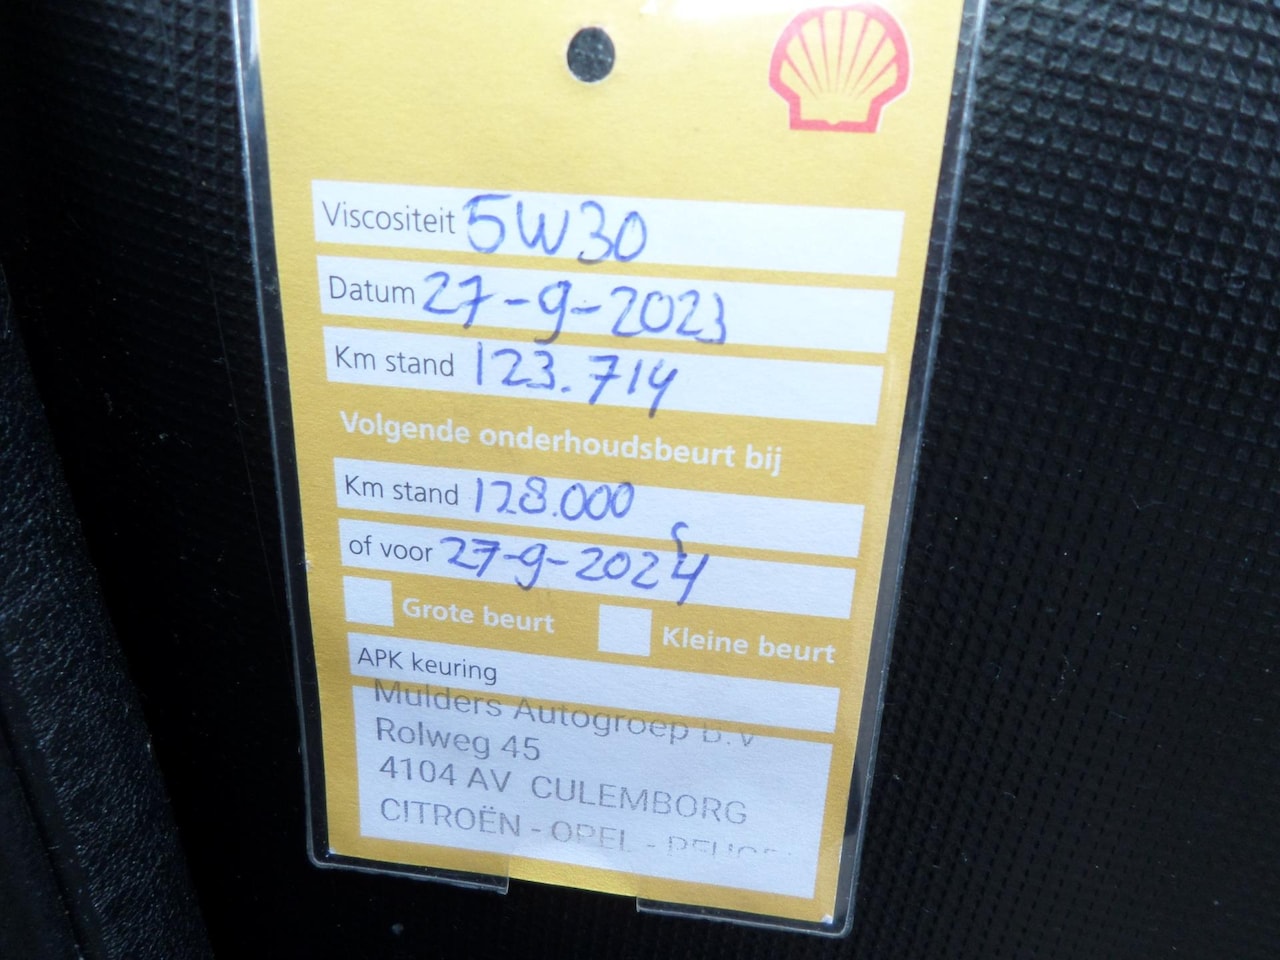 Viscositeit 5W30
Datum 27-9-2023
Km stand 123.714
Volgende onderhoudsbeurt bij
Km stand 128.000
of voor 27-9-2024
Grote beurt Kleine beurt
APK keuring
Mulders Autogroep B.V
Rolweg 45
4104 AV CULEMBORG
CITROËN - OPEL -